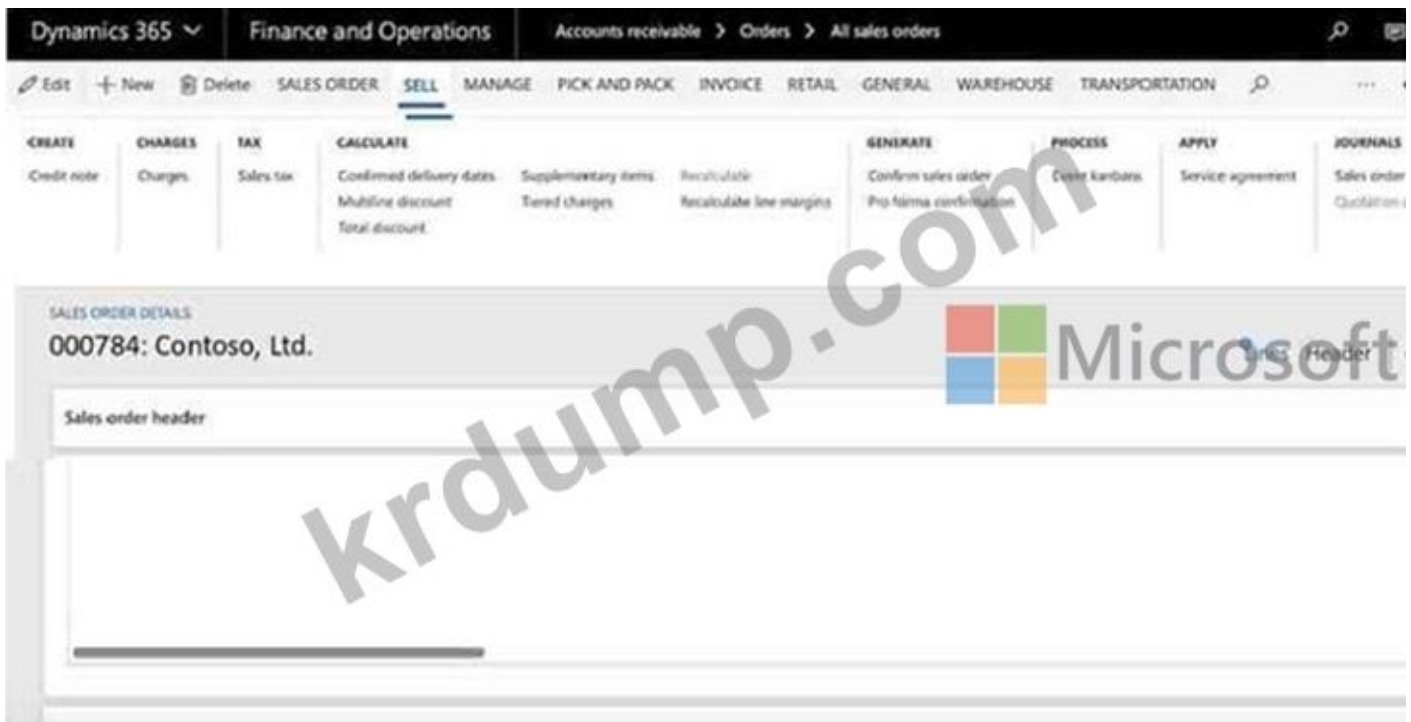 Dynamics 365 Finance and Operations Accounts receivable > Orders > All sales orders
Edit + New Delete SALES ORDER SELL MANAGE PICK AND PACK INVOICE RETAIL GENERAL WAREHOUSE TRANSPORTATION ...
CREATE CHARGES TAX CALCULATE GENERATE PROCESS APPLY JOURNALS
Credit note Charges Sales tax Confirmed delivery dates Supplementary items Recalculate Confirm sales order Event kanbans Service agreement Sales order
Multiline discount Tiered charges Recalculate line margins Pro forma confirmation Quotation
Total discount
SALES ORDER DETAILS
000784: Contoso, Ltd.
Lines Header
Microsoft
Sales order header
krdump.com